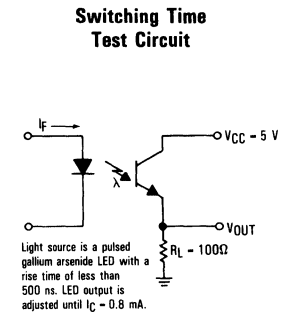 Switching Time
Test Circuit
IF
λ
VCC - 5 V
VOUT
RL - 100Ω
Light source is a pulsed
gallium arsenide LED with a
rise time of less than
500 ns. LED output is
adjusted until IC - 0.8 mA.